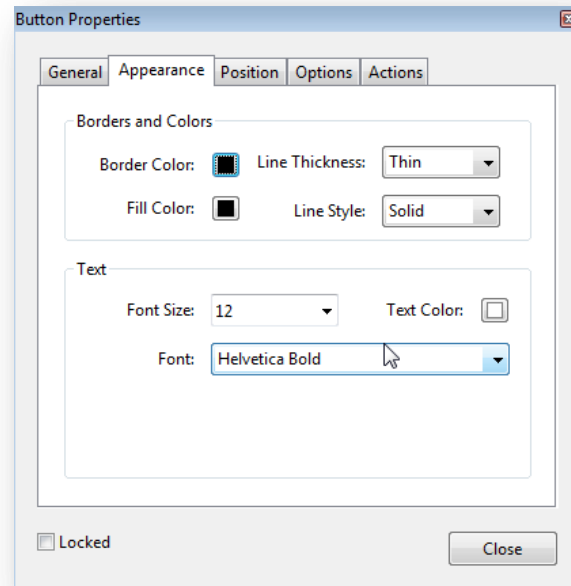 Button Properties
General Appearance Position Options Actions
Borders and Colors
Border Color: Line Thickness: Thin
Fill Color: Line Style: Solid
Text
Font Size: 12 Text Color:
Font: Helvetica Bold
Locked
Close